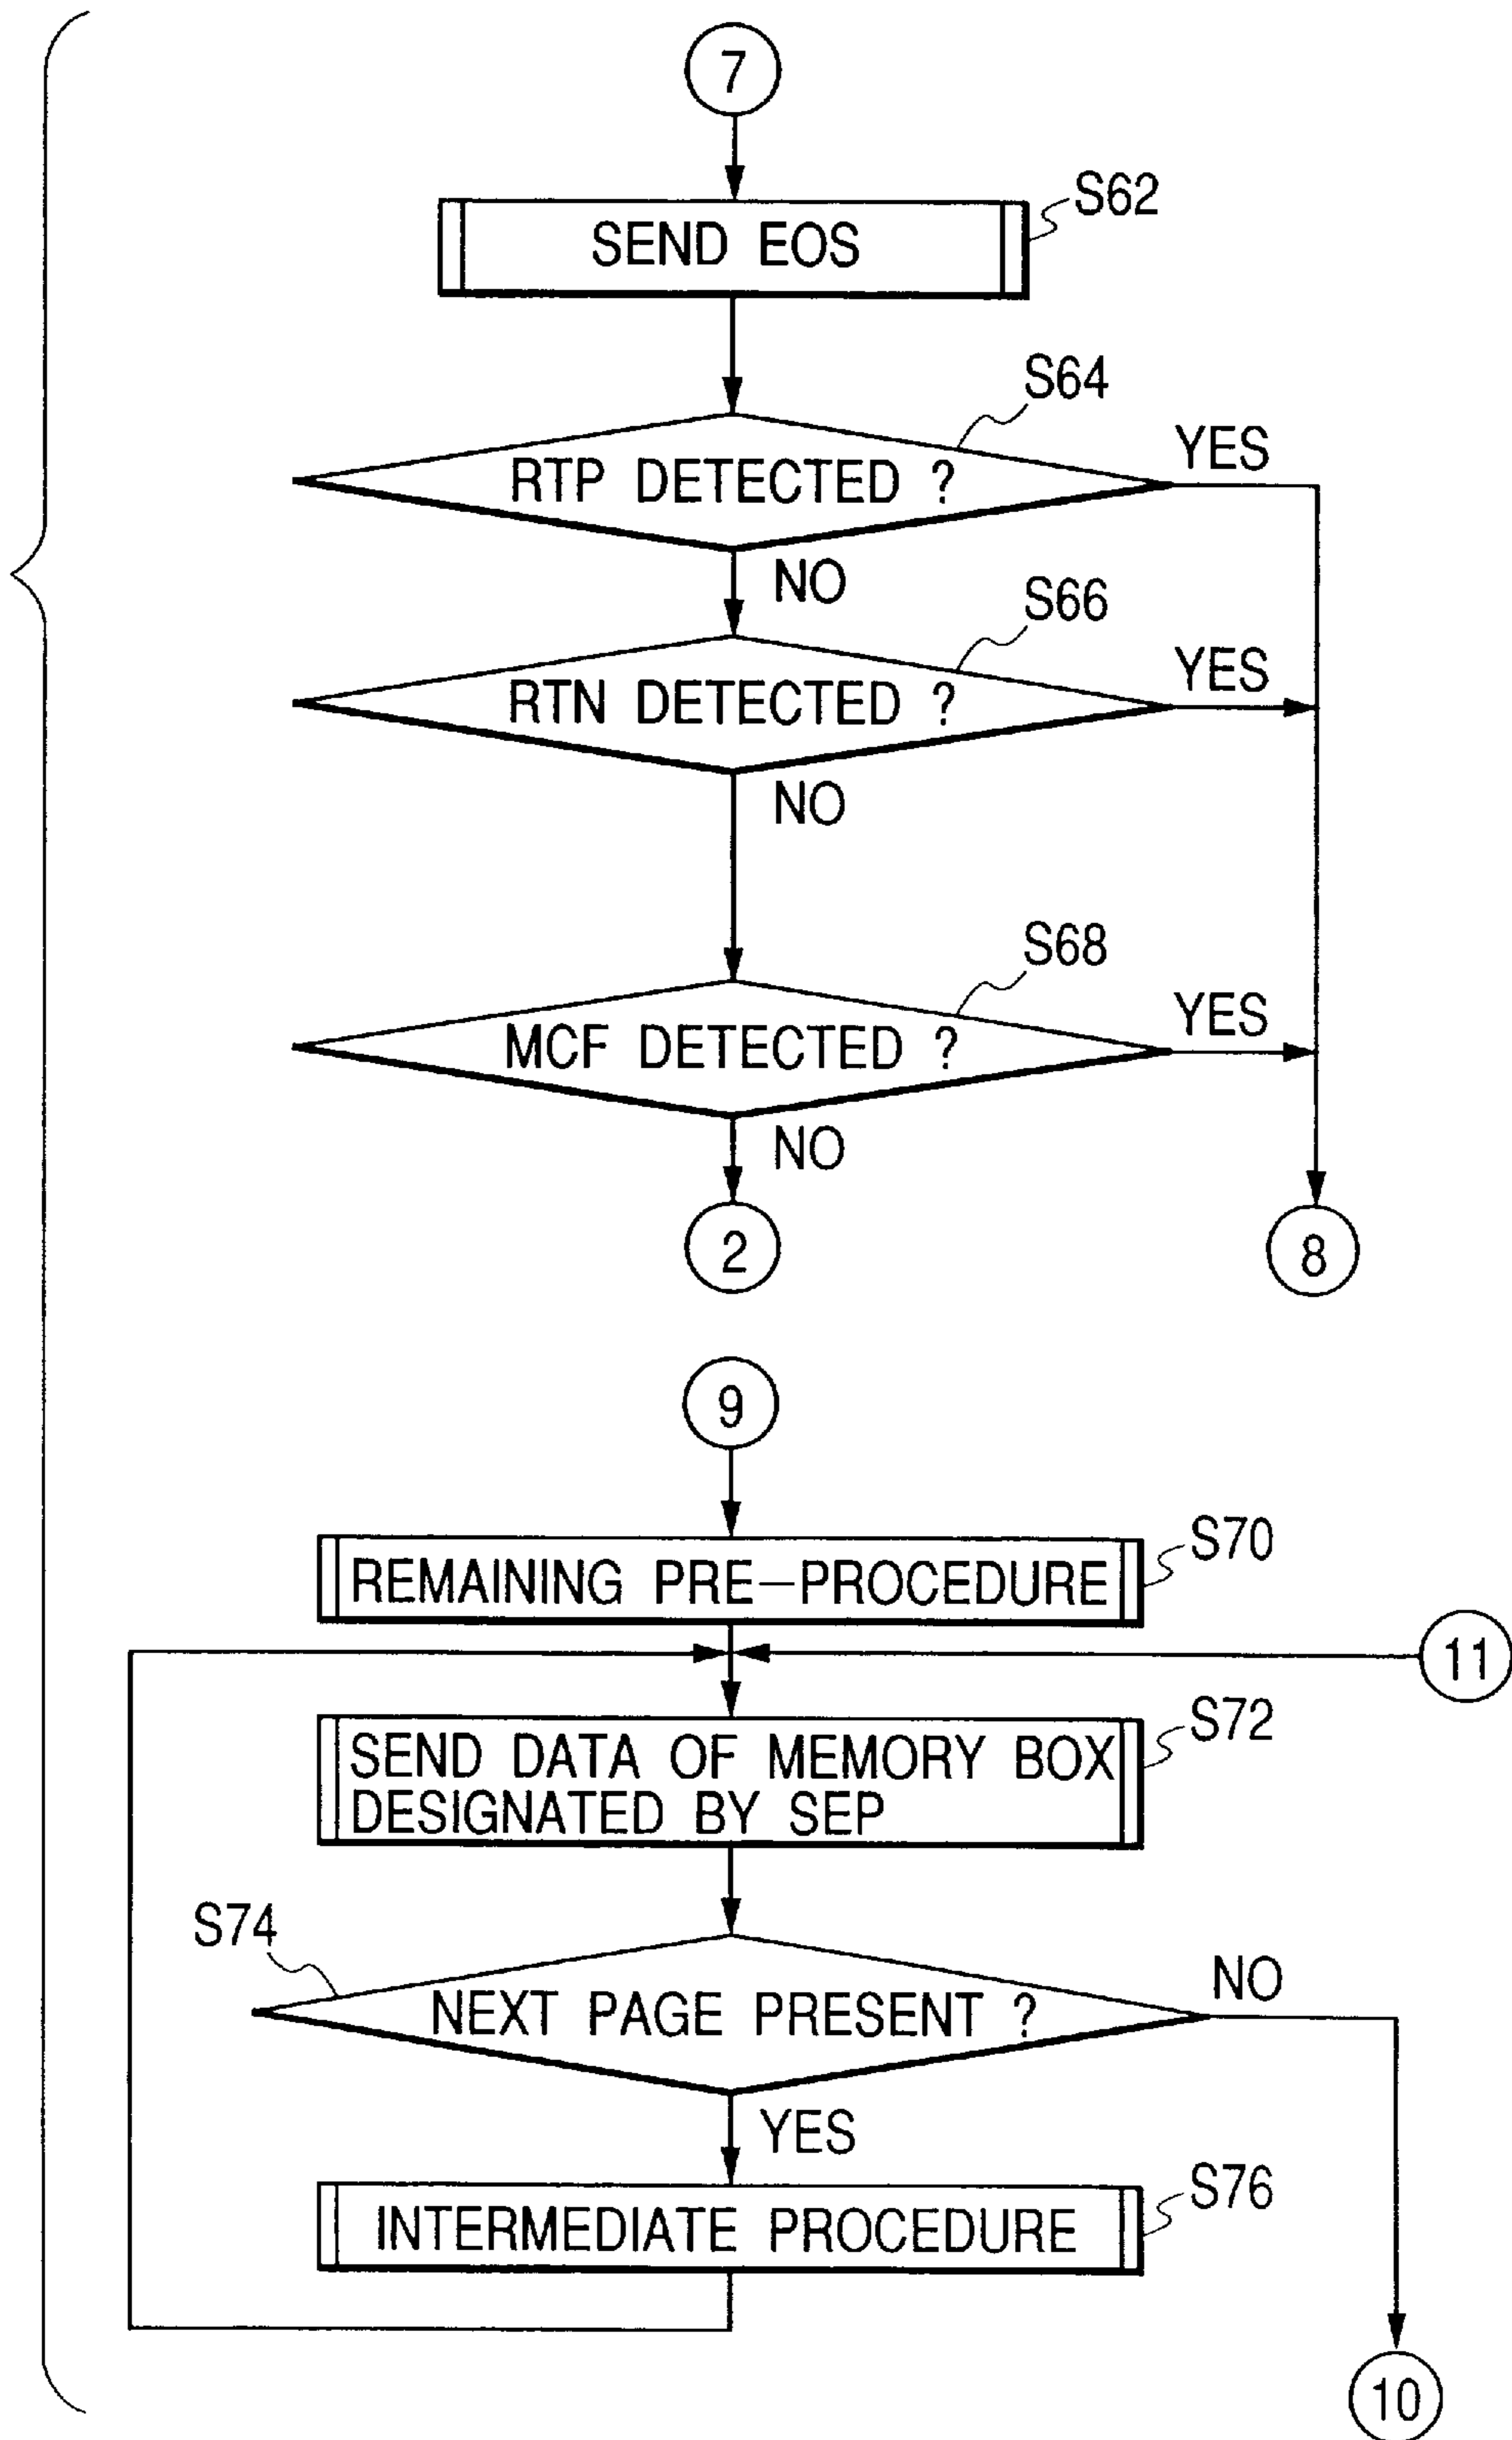 7
SEND EOS
S62
S64
RTP DETECTED ?
YES
NO
S66
RTN DETECTED ?
YES
NO
S68
MCF DETECTED ?
YES
NO
2
8
9
REMAINING PRE-PROCEDURE
S70
11
SEND DATA OF MEMORY BOX
DESIGNATED BY SEP
S72
S74
NEXT PAGE PRESENT ?
NO
YES
INTERMEDIATE PROCEDURE
S76
10